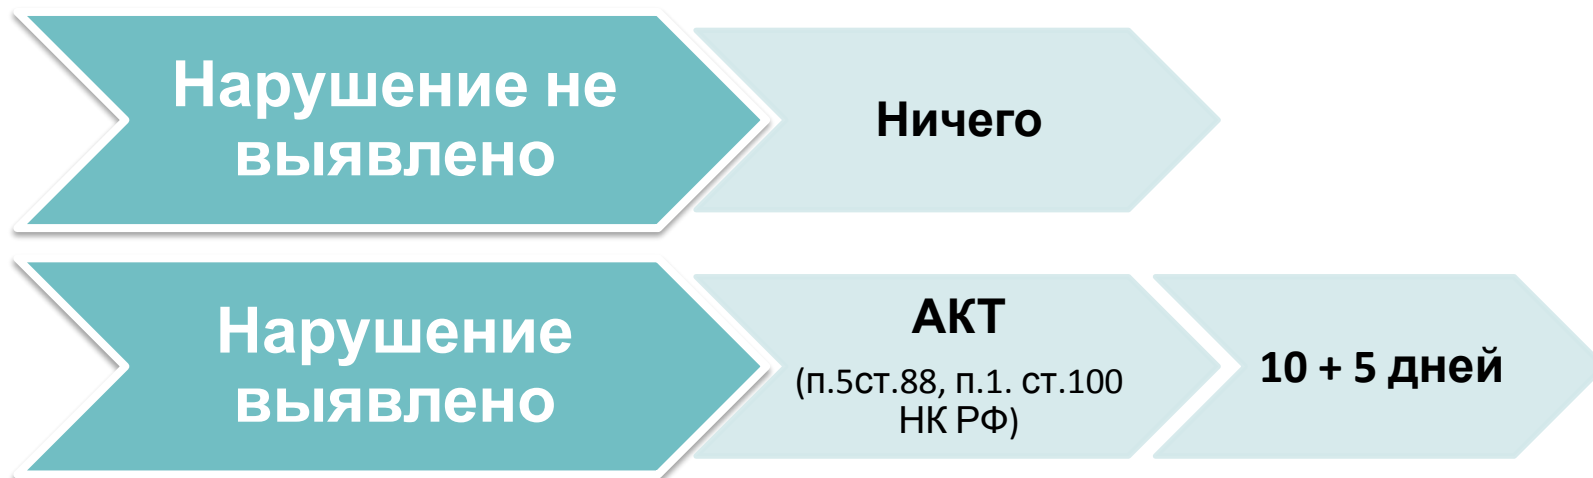 Нарушение не
выявлено
Ничего
Нарушение
выявлено
АКТ
(п.5ст.88, п.1. ст.100
НК РФ)
10 + 5 дней